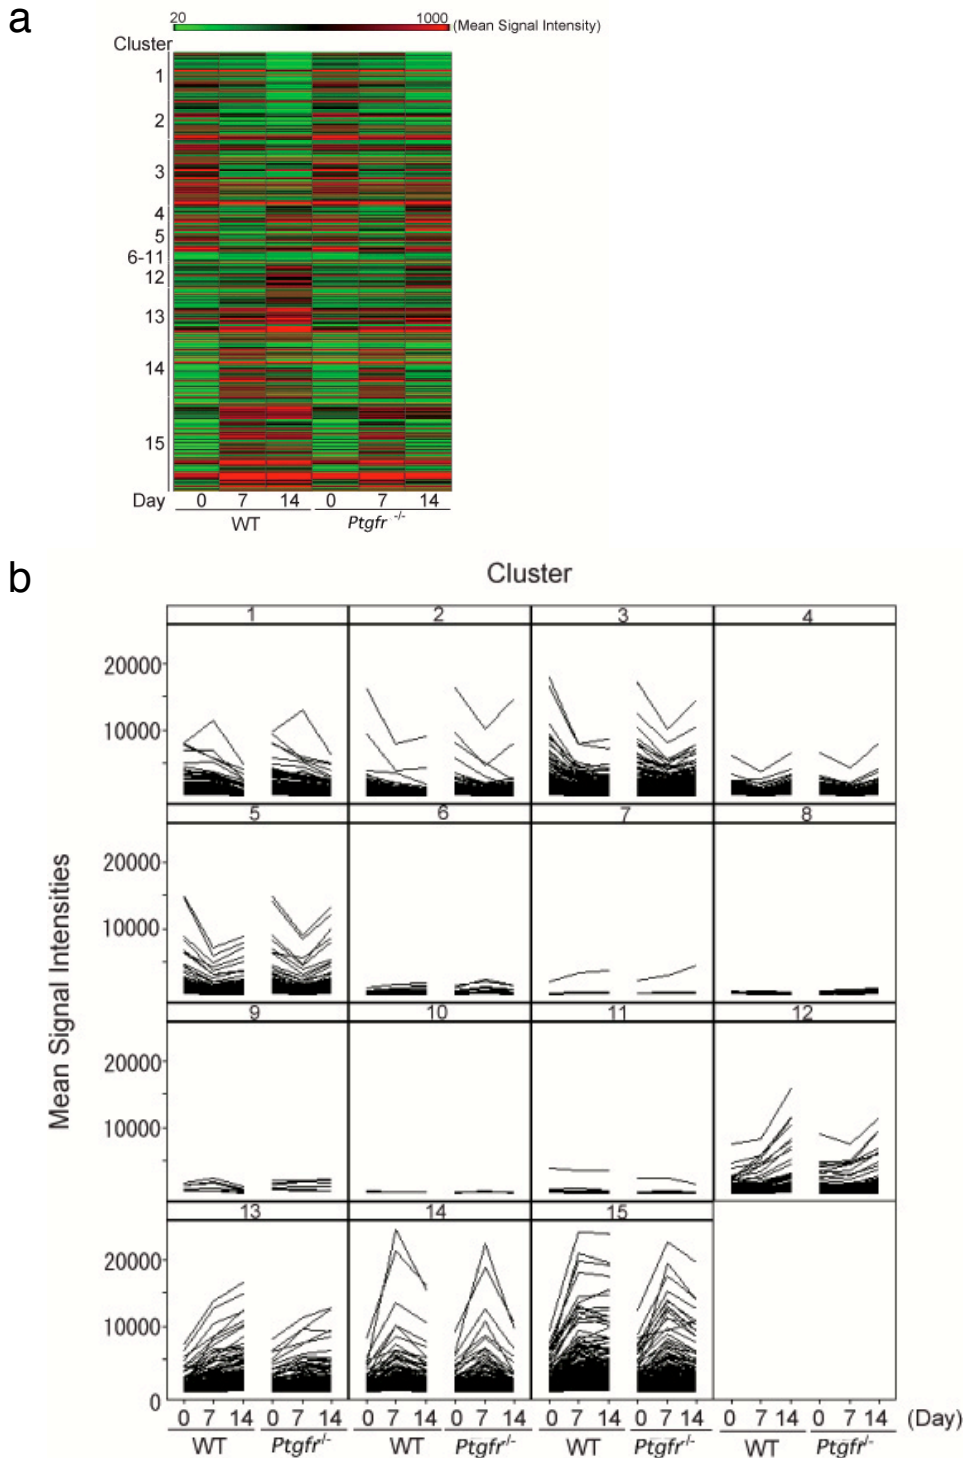 a
20 1000 (Mean Signal Intensity)
Cluster
1
2
3
4
5
6-11
12
13
14
15
Day 0 7 14 0 7 14
WT Ptgfr -/-
b
Cluster
1 2 3 4
20000
10000
5 6 7 8
20000
10000
Mean Signal Intensities
9 10 11 12
20000
10000
13 14 15
20000
10000
0
0 7 14 0 7 14 0 7 14 0 7 14 0 7 14 0 7 14 0 7 14 0 7 14 (Day)
WT Ptgfr-/- WT Ptgfr-/- WT Ptgfr-/- WT Ptgfr-/-